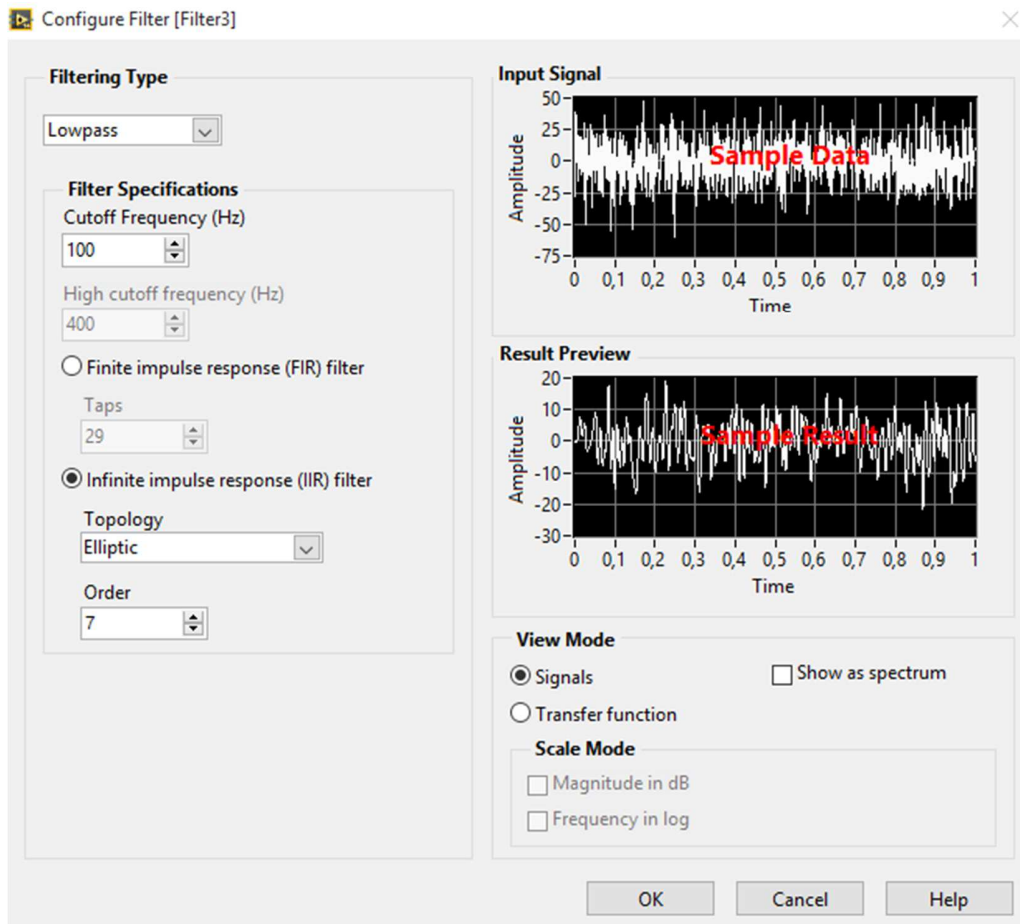 Configure Filter [Filter3]
Filtering Type
Lowpass
Filter Specifications
Cutoff Frequency (Hz)
100
High cutoff frequency (Hz)
400
Finite impulse response (FIR) filter
Taps
29
Infinite impulse response (IIR) filter
Topology
Elliptic
Order
7
Input Signal
Amplitude
50
25
0
-25
-50
-75
Sample Data
0 0,1 0,2 0,3 0,4 0,5 0,6 0,7 0,8 0,9 1
Time
Result Preview
Amplitude
20
10
0
-10
-20
-30
Sample Result
0 0,1 0,2 0,3 0,4 0,5 0,6 0,7 0,8 0,9 1
Time
View Mode
Signals
Show as spectrum
Transfer function
Scale Mode
Magnitude in dB
Frequency in log
OK Cancel Help